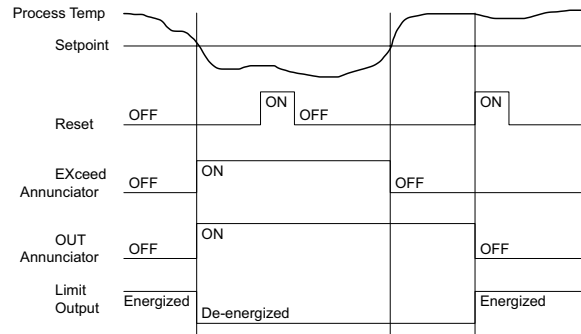 Process Temp
Setpoint
Reset
OFF
ON
OFF
ON
EXceed
Annunciator
OFF
ON
OFF
OUT
Annunciator
OFF
ON
OFF
Limit
Output
Energized
De-energized
Energized